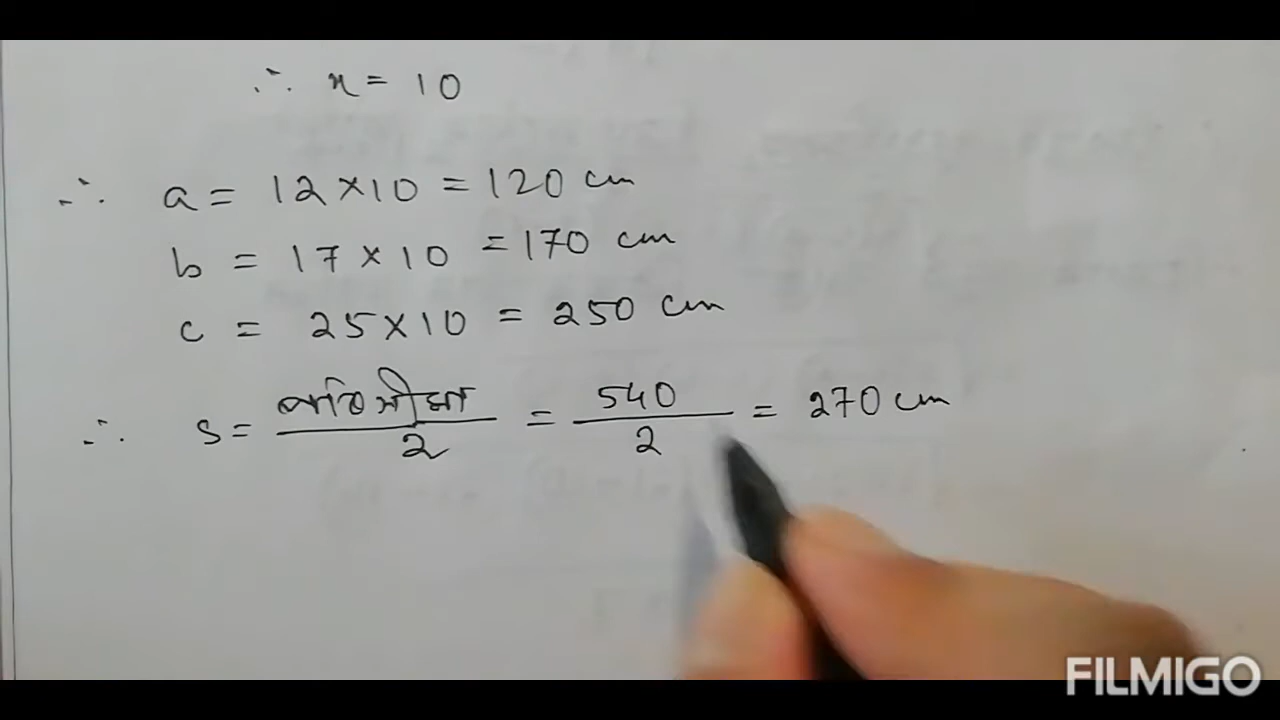 ∴ x = 10
∴ a = 12×10 = 120 cm
b = 17×10 = 170 cm
c = 25×10 = 250 cm
∴ s = পৰিসীমা/2 = 540/2 = 270 cm
FILMIGO